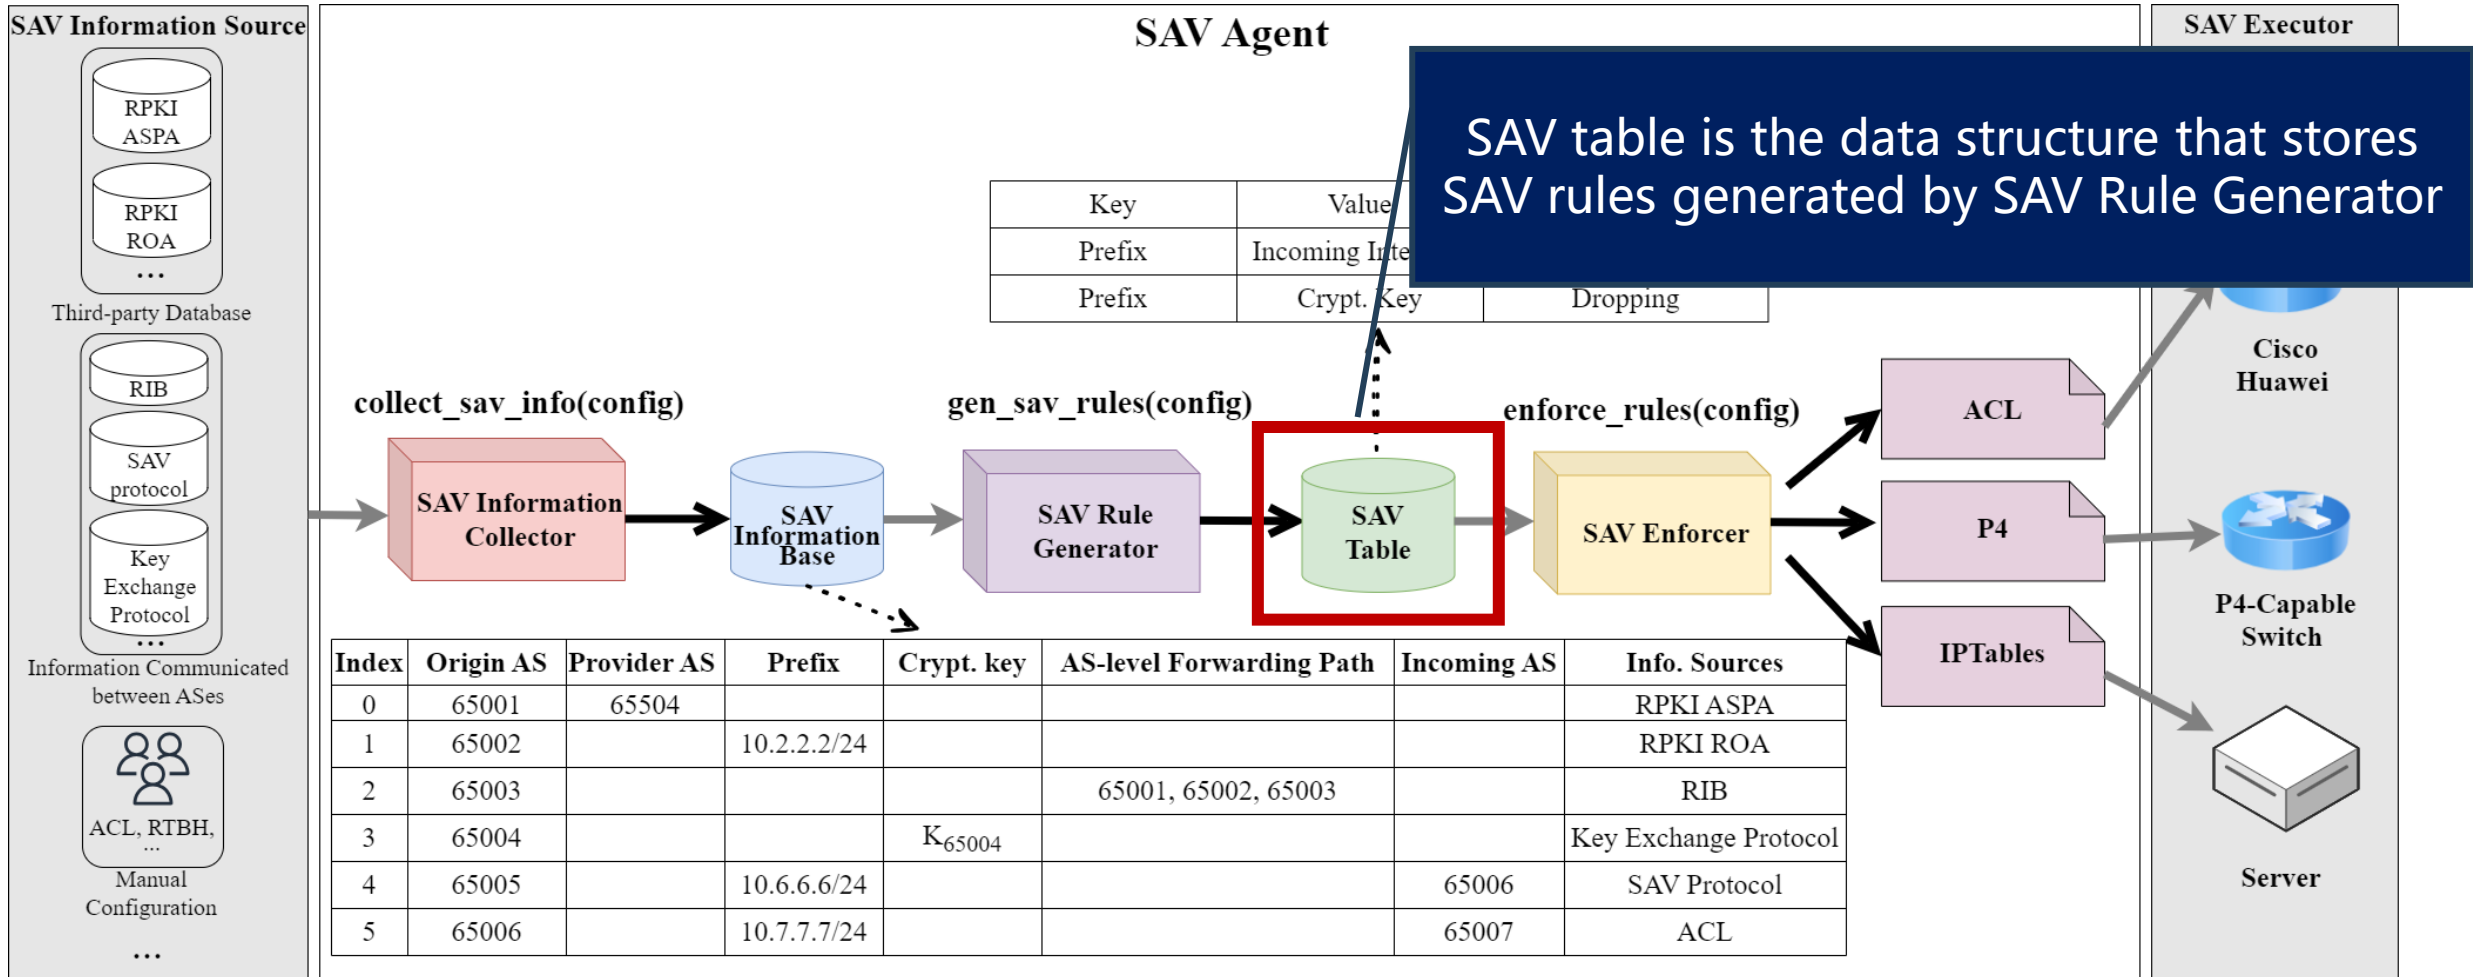 SAV Information Source
RPKI
ASPA
RPKI
ROA
...
Third-party Database
RIB
SAV
protocol
Key
Exchange
Protocol
...
Information Communicated
between ASes
ACL, RTBH,
...
Manual
Configuration
...
SAV Agent
SAV table is the data structure that stores
SAV rules generated by SAV Rule Generator
Key Value
Prefix Incoming
Prefix Crypt. Key Dropping
collect_sav_info(config)
gen_sav_rules(config)
enforce_rules(config)
SAV Information
Collector
SAV
Information
Base
SAV Rule
Generator
SAV
Table
SAV Enforcer
ACL
P4
IPTables
Index Origin AS Provider AS Prefix Crypt. key AS-level Forwarding Path Incoming AS Info. Sources
0 65001 65504 RPKI ASPA
1 65002 10.2.2.2/24 RPKI ROA
2 65003 65001, 65002, 65003 RIB
3 65004 K65004 Key Exchange Protocol
4 65005 10.6.6.6/24 65006 SAV Protocol
5 65006 10.7.7.7/24 65007 ACL
SAV Executor
Cisco
Huawei
P4-Capable
Switch
Server